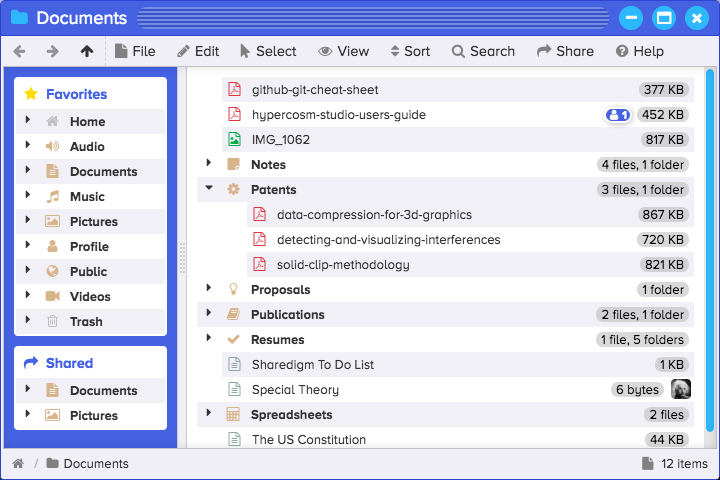 Documents
File Edit Select View Sort Search Share Help
Favorites
Home
Audio
Documents
Music
Pictures
Profile
Public
Videos
Trash
Shared
Documents
Pictures
github-git-cheat-sheet 377 KB
hypercosm-studio-users-guide 1 452 KB
IMG_1062 817 KB
Notes 4 files, 1 folder
Patents 3 files, 1 folder
data-compression-for-3d-graphics 867 KB
detecting-and-visualizing-interferences 720 KB
solid-clip-methodology 821 KB
Proposals 1 folder
Publications 2 files, 1 folder
Resumes 1 file, 5 folders
Sharedigm To Do List 1 KB
Special Theory 6 bytes
Spreadsheets 2 files
The US Constitution 44 KB
/ Documents 12 items